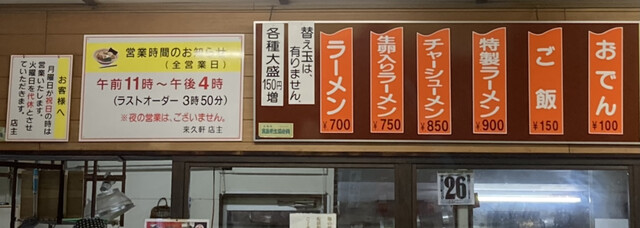 お客様へ
月曜日が祝日の時は
営業いたします。
火曜日を代休とさせ
ていただきます。
店主
営業時間のお知らせ
(全営業日)
午前11時〜午後4時
(ラストオーダー 3時50分)
※夜の営業は、ございません。
来久軒 店主
替え玉は、
有りません。
各種大盛150円増
ラーメン
¥700
生卵入りラーメン
¥750
チャーシューメン
¥850
特製ラーメン
¥900
ご飯
¥150
おでん
¥100
26